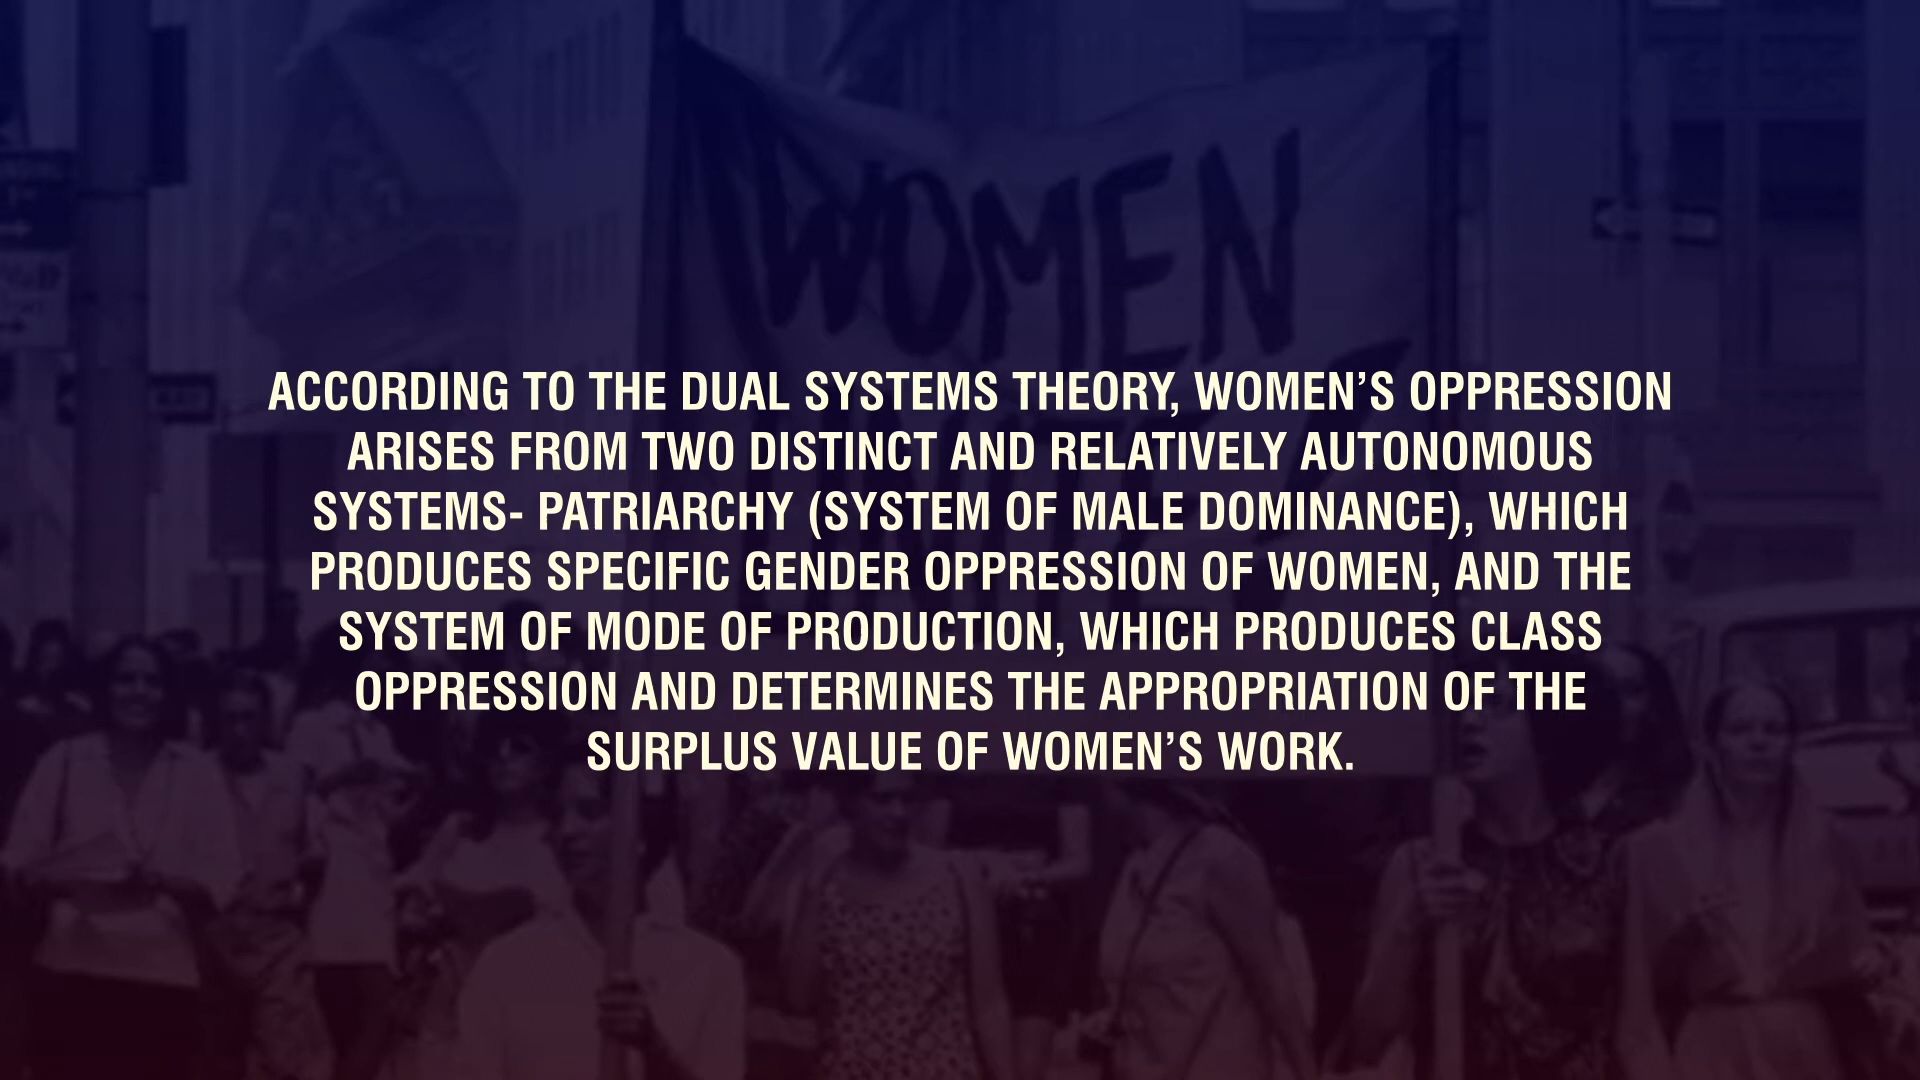 WOMEN
ACCORDING TO THE DUAL SYSTEMS THEORY, WOMEN’S OPPRESSION
ARISES FROM TWO DISTINCT AND RELATIVELY AUTONOMOUS
SYSTEMS- PATRIARCHY (SYSTEM OF MALE DOMINANCE), WHICH
PRODUCES SPECIFIC GENDER OPPRESSION OF WOMEN, AND THE
SYSTEM OF MODE OF PRODUCTION, WHICH PRODUCES CLASS
OPPRESSION AND DETERMINES THE APPROPRIATION OF THE
SURPLUS VALUE OF WOMEN’S WORK.